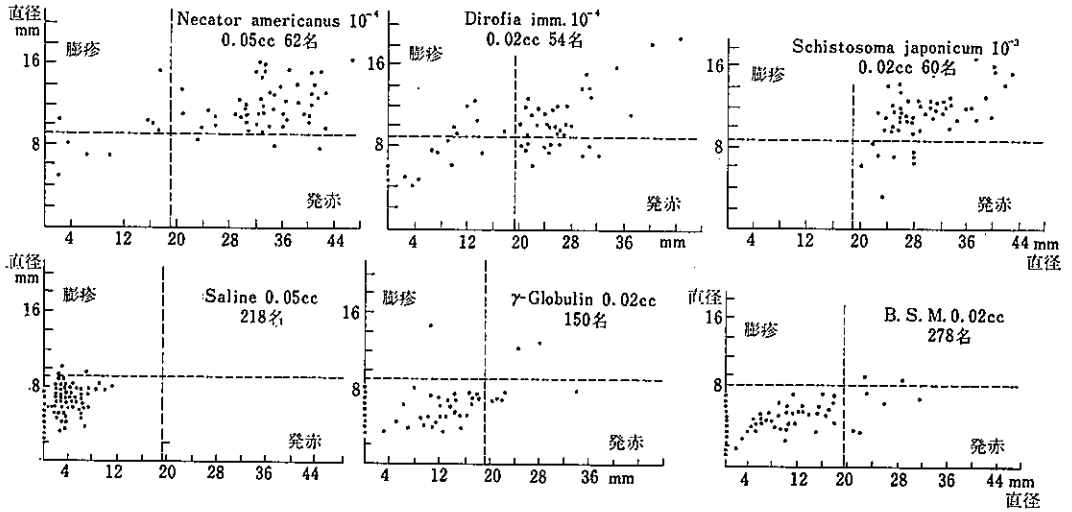 直径
mm
膨疹
Necator americanus 10⁻⁴
0.05cc 62名
16
8
発赤
4 12 20 28 36 44
Dirofia imm. 10⁻⁴
0.02cc 54名
膨疹
16
8
発赤
4 12 20 28 36 mm
Schistosoma japonicum 10⁻³
0.02cc 60名
膨疹
16
8
発赤
4 12 20 28 36 44 mm
直径
直径
mm
膨疹
Saline 0.05cc
218名
16
8
発赤
4 12 20 28 36 44
膨疹
γ-Globulin 0.02cc
150名
16
8
発赤
4 12 20 28 mm
直径
膨疹
B. S. M. 0.02cc
278名
16
8
発赤
4 12 20 28 36 44 mm
直径